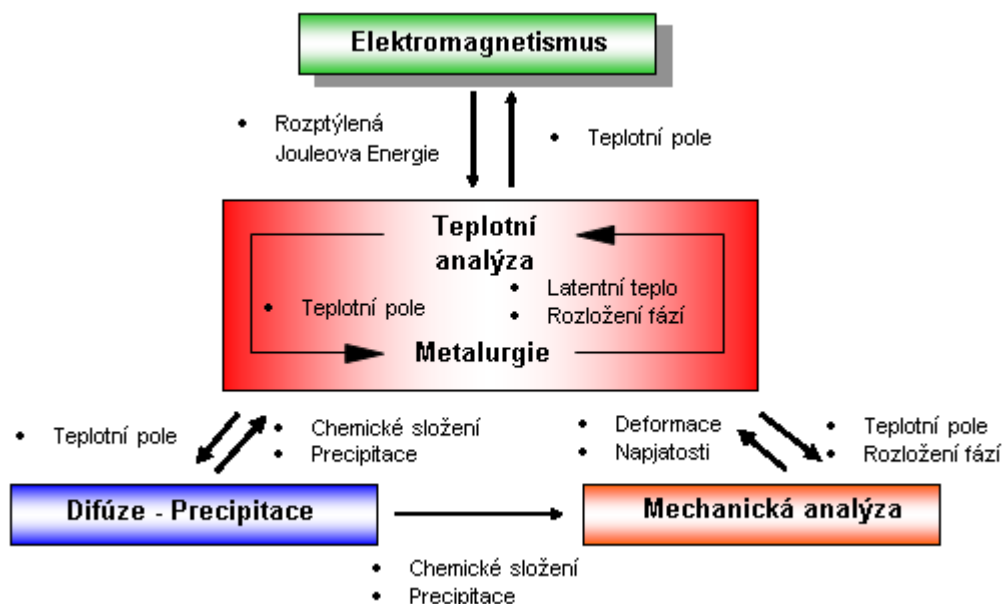 Elektromagnetismus
• Rozptýlená
Jouleova Energie
• Teplotní pole
Teplotní
analýza
• Teplotní pole
• Latentní teplo
• Rozložení fází
Metalurgie
• Teplotní pole
• Chemické složení
• Precipitace
• Deformace
• Napjatosti
• Teplotní pole
• Rozložení fází
Difúze - Precipitace
Mechanická analýza
• Chemické složení
• Precipitace